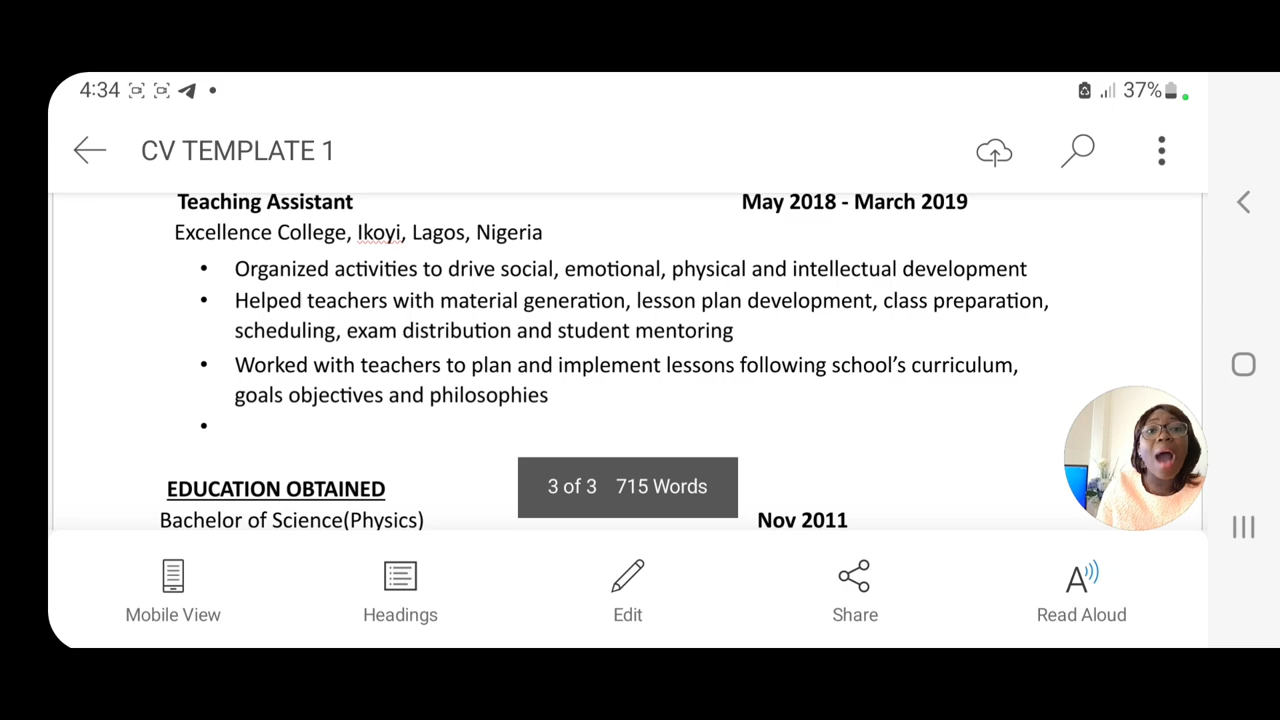 4:34
37%
CV TEMPLATE 1
Teaching Assistant May 2018 - March 2019
Excellence College, Ikoyi, Lagos, Nigeria
• Organized activities to drive social, emotional, physical and intellectual development
• Helped teachers with material generation, lesson plan development, class preparation,
scheduling, exam distribution and student mentoring
• Worked with teachers to plan and implement lessons following school’s curriculum,
goals objectives and philosophies
•
EDUCATION OBTAINED
3 of 3 715 Words
Bachelor of Science(Physics) Nov 2011
Mobile View
Headings
Edit
Share
Read Aloud